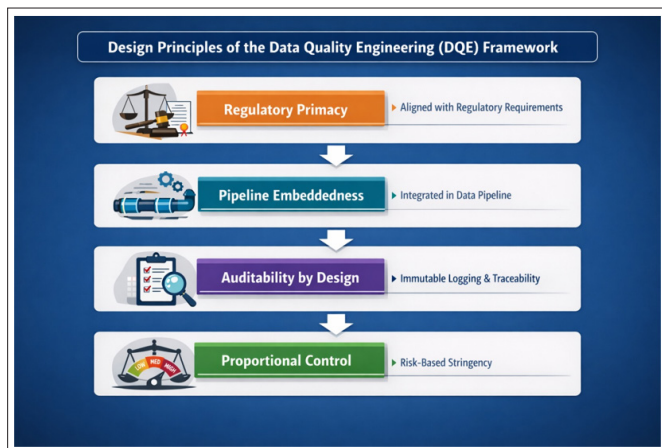 Design Principles of the Data Quality Engineering (DQE) Framework
Regulatory Primacy
Aligned with Regulatory Requirements
Pipeline Embeddedness
Integrated in Data Pipeline
Auditability by Design
Immutable Logging & Traceability
LOW MED HIGH
Proportional Control
Risk-Based Stringency